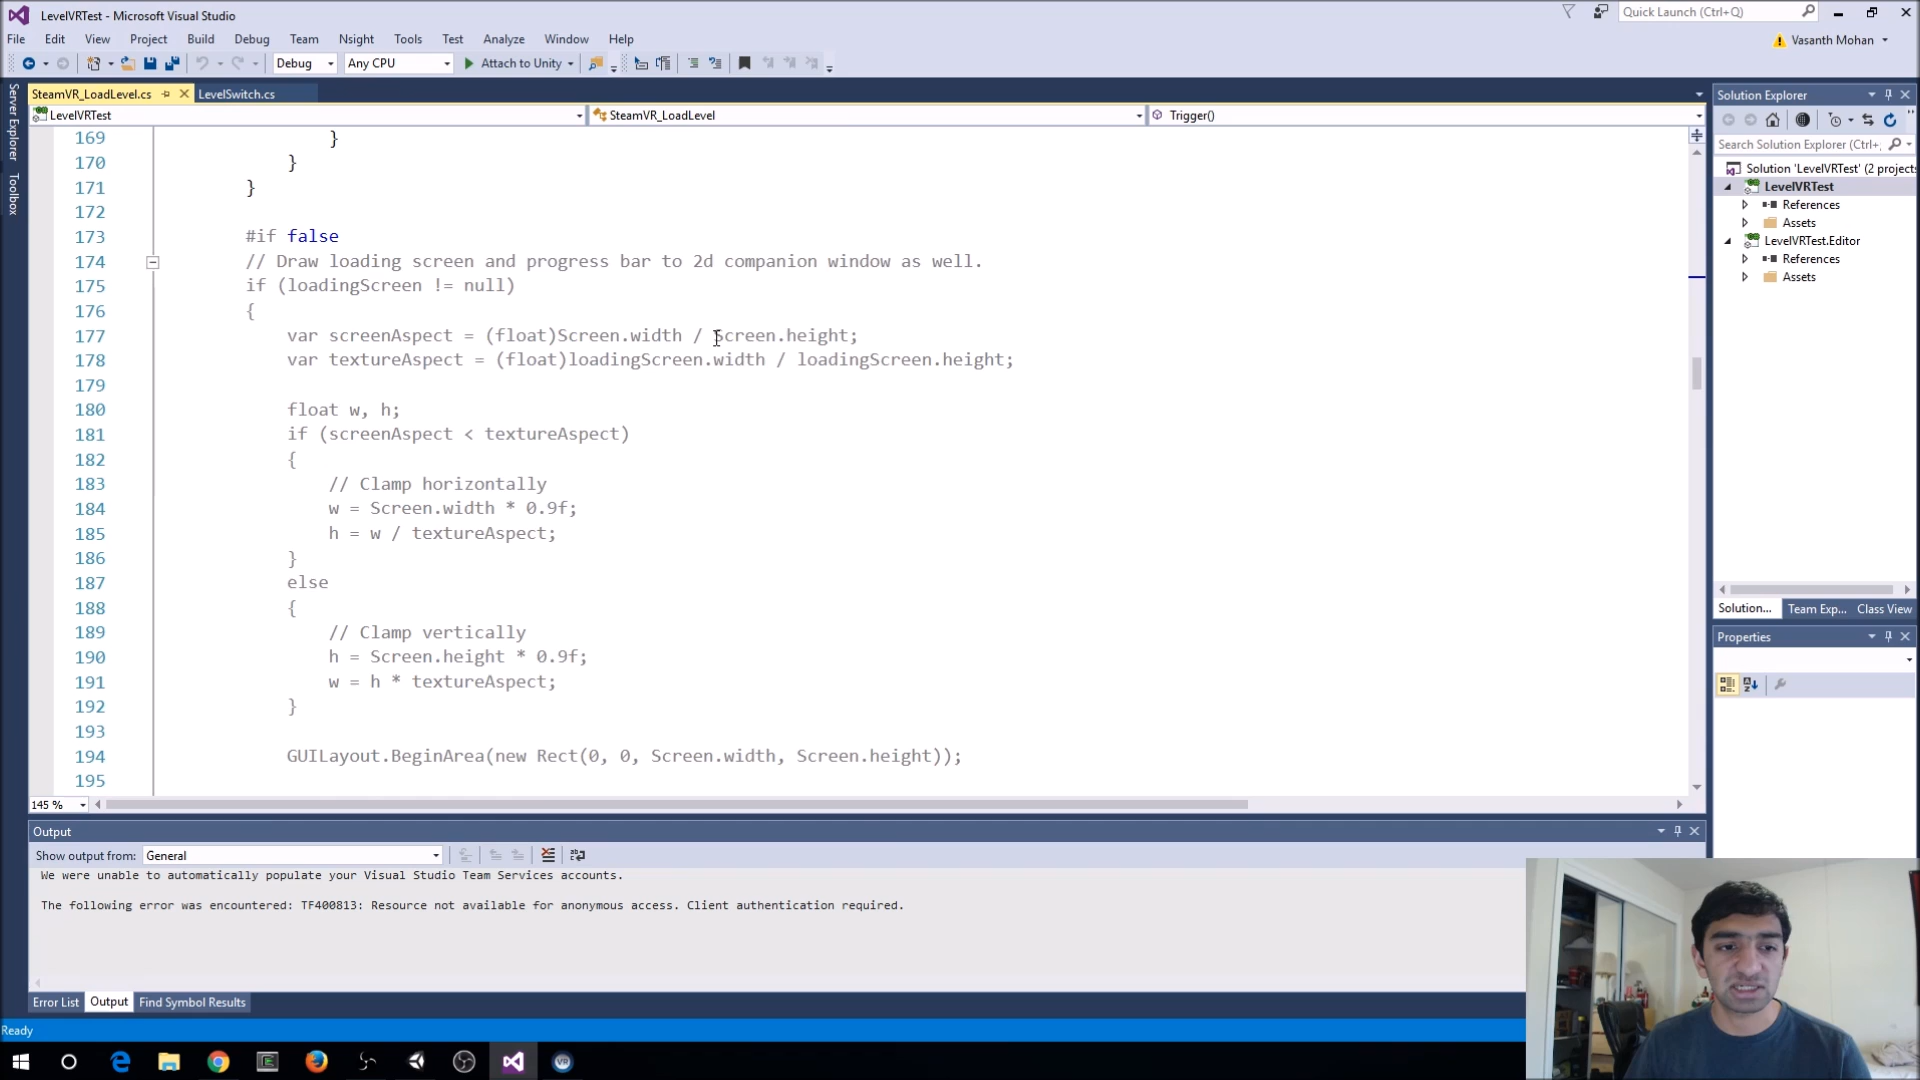 LevelVRTest - Microsoft Visual Studio
Quick Launch (Ctrl+Q)
File Edit View Project Build Debug Team Nsight Tools Test Analyze Window Help
Vasanth Mohan
Debug Any CPU Attach to Unity
Server Explorer
Toolbox
SteamVR_LoadLevel.cs LevelSwitch.cs
LevelVRTest SteamVR_LoadLevel Trigger()
169 }
170 }
171 }
172
173 #if false
174 // Draw loading screen and progress bar to 2d companion window as well.
175 if (loadingScreen != null)
176 {
177 var screenAspect = (float)Screen.width / Screen.height;
178 var textureAspect = (float)loadingScreen.width / loadingScreen.height;
179
180 float w, h;
181 if (screenAspect < textureAspect)
182 {
183 // Clamp horizontally
184 w = Screen.width * 0.9f;
185 h = w / textureAspect;
186 }
187 else
188 {
189 // Clamp vertically
190 h = Screen.height * 0.9f;
191 w = h * textureAspect;
192 }
193
194 GUILayout.BeginArea(new Rect(0, 0, Screen.width, Screen.height));
195
145 %
Output
Show output from: General
We were unable to automatically populate your Visual Studio Team Services accounts.
The following error was encountered: TF400813: Resource not available for anonymous access. Client authentication required.
Error List Output Find Symbol Results
Ready
Solution Explorer
Search Solution Explorer (Ctrl+;
Solution 'LevelVRTest' (2 projects
LevelVRTest
References
Assets
LevelVRTest.Editor
References
Assets
Solution... Team Exp... Class View
Properties
VR